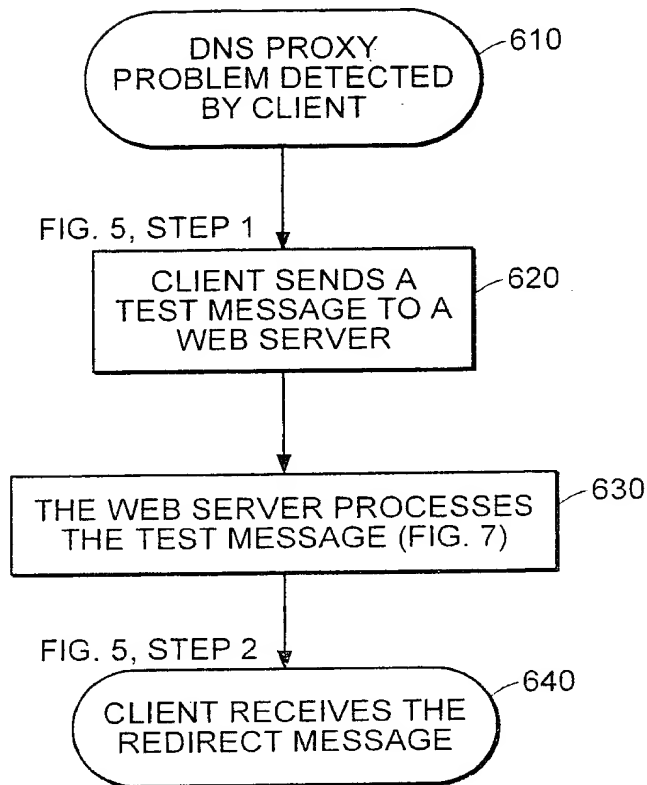 DNS PROXY
PROBLEM DETECTED
BY CLIENT
610
FIG. 5, STEP 1
CLIENT SENDS A
TEST MESSAGE TO A
WEB SERVER
620
THE WEB SERVER PROCESSES
THE TEST MESSAGE (FIG. 7)
630
FIG. 5, STEP 2
CLIENT RECEIVES THE
REDIRECT MESSAGE
640